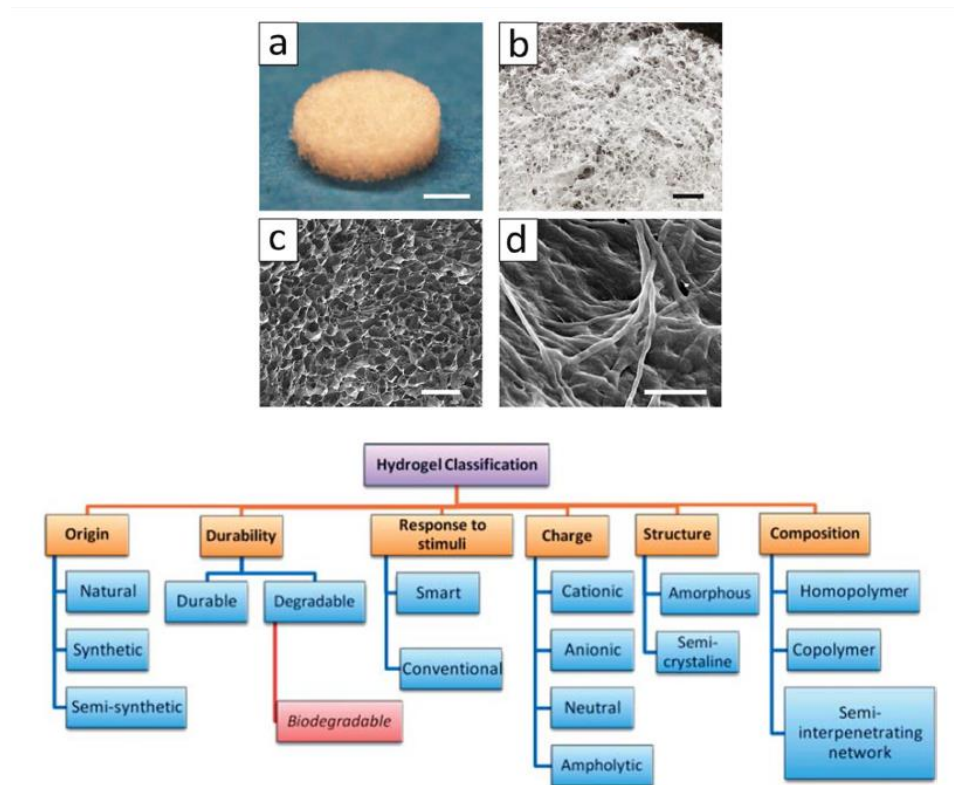 a
b
c
d
Hydrogel Classification
Origin
Durability
Response to
stimuli
Charge
Structure
Composition
Natural
Synthetic
Semi-synthetic
Durable
Degradable
Biodegradable
Smart
Conventional
Cationic
Anionic
Neutral
Ampholytic
Amorphous
Semi-
crystaline
Homopolymer
Copolymer
Semi-
interpenetrating
network